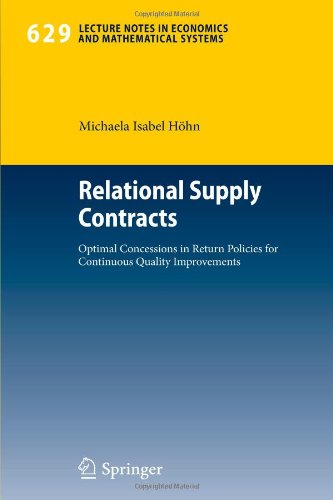 629 LECTURE NOTES IN ECONOMICS
AND MATHEMATICAL SYSTEMS
Michaela Isabel Höhn
Relational Supply
Contracts
Optimal Concessions in Return Policies for
Continuous Quality Improvements
Springer